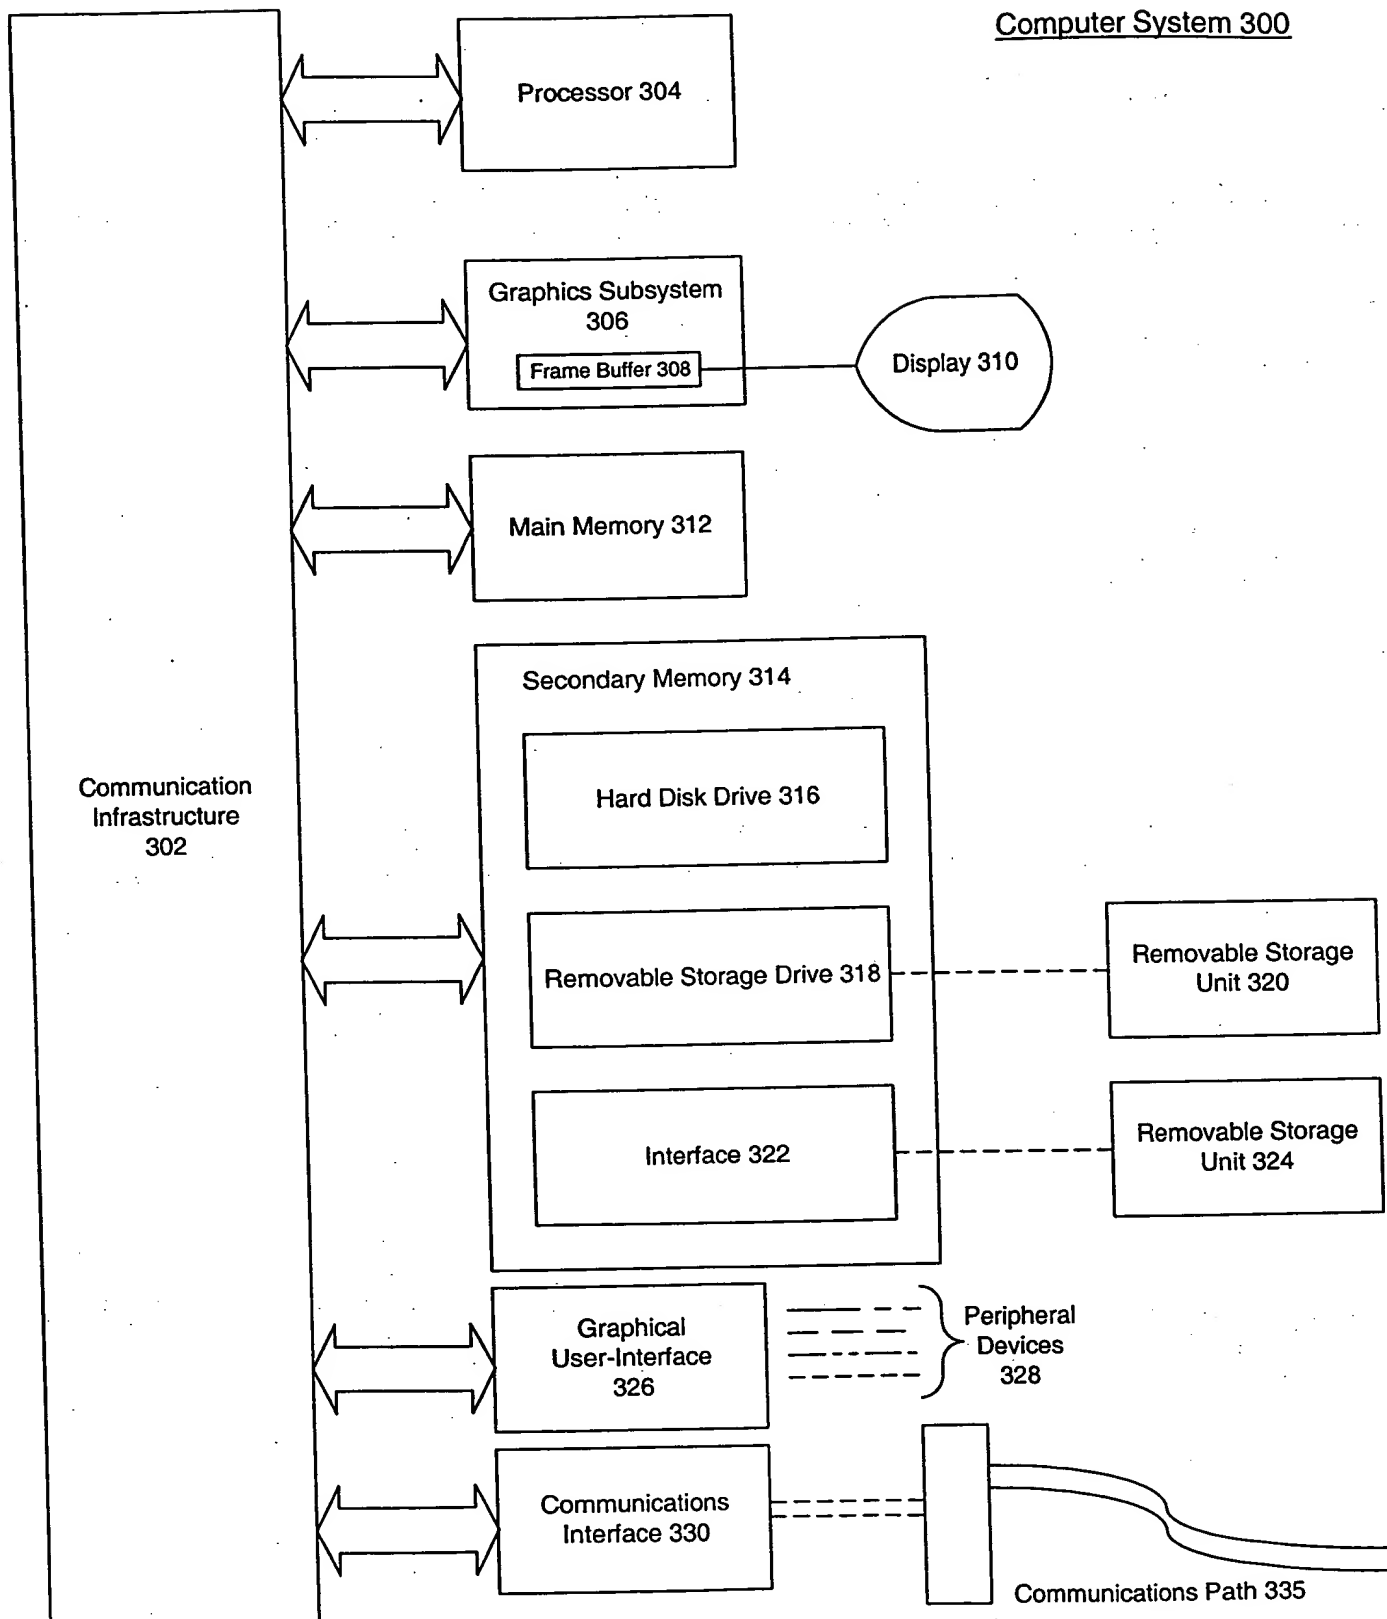 Computer System 300
Processor 304
Graphics Subsystem
306
Frame Buffer 308
Display 310
Main Memory 312
Secondary Memory 314
Hard Disk Drive 316
Communication
Infrastructure
302
Removable Storage Drive 318
Removable Storage
Unit 320
Interface 322
Removable Storage
Unit 324
Graphical
User-Interface
326
Peripheral
Devices
328
Communications
Interface 330
Communications Path 335